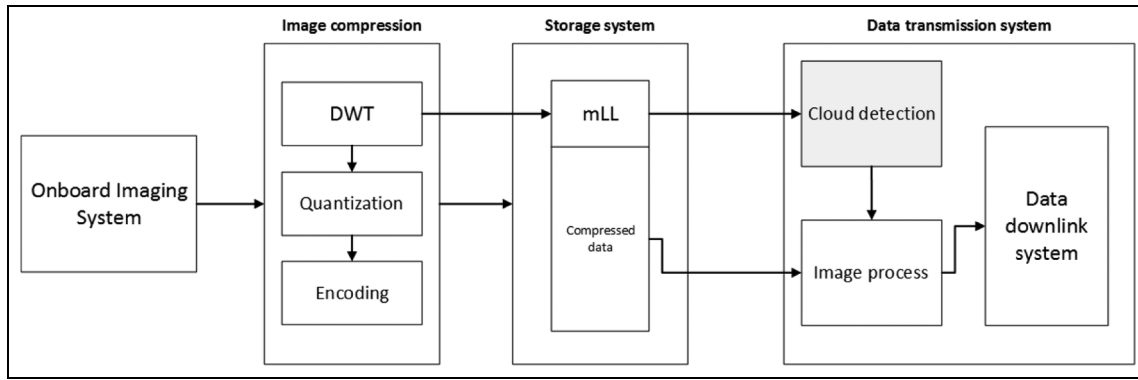 Image compression
Storage system
Data transmission system
Onboard Imaging
System
DWT
Quantization
Encoding
mLL
Compressed
data
Cloud detection
Image process
Data
downlink
system